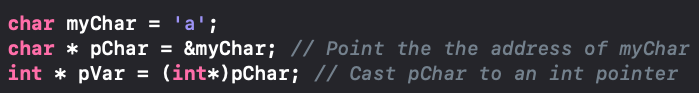 char myChar = 'a';
char * pChar = &myChar; // Point the the address of myChar
int * pVar = (int*)pChar; // Cast pChar to an int pointer